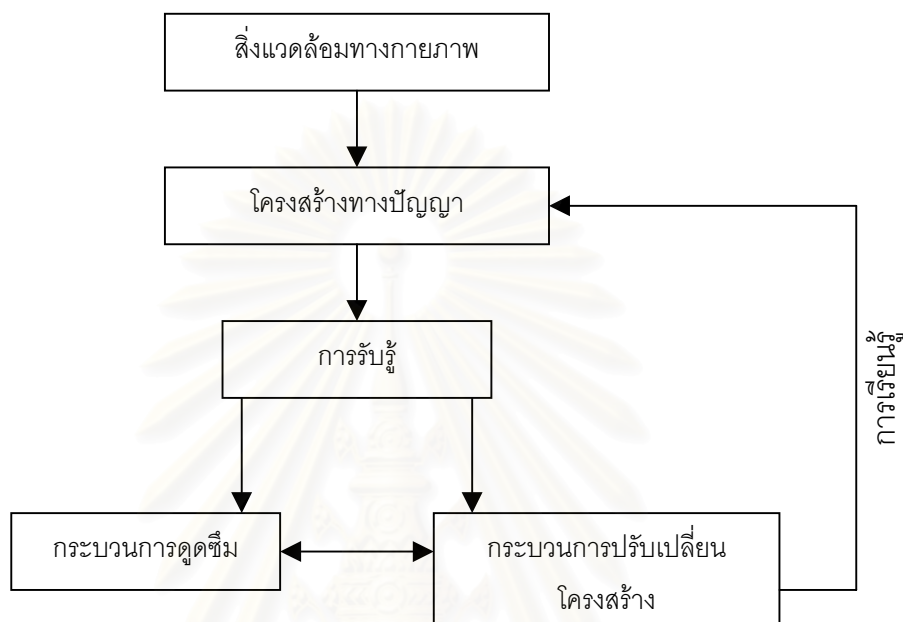 สิ่งแวดล้อมทางกายภาพ
โครงสร้างทางปัญญา
การรับรู้
การเรียนรู้
กระบวนการดูดซึม
กระบวนการปรับเปลี่ยน
โครงสร้าง